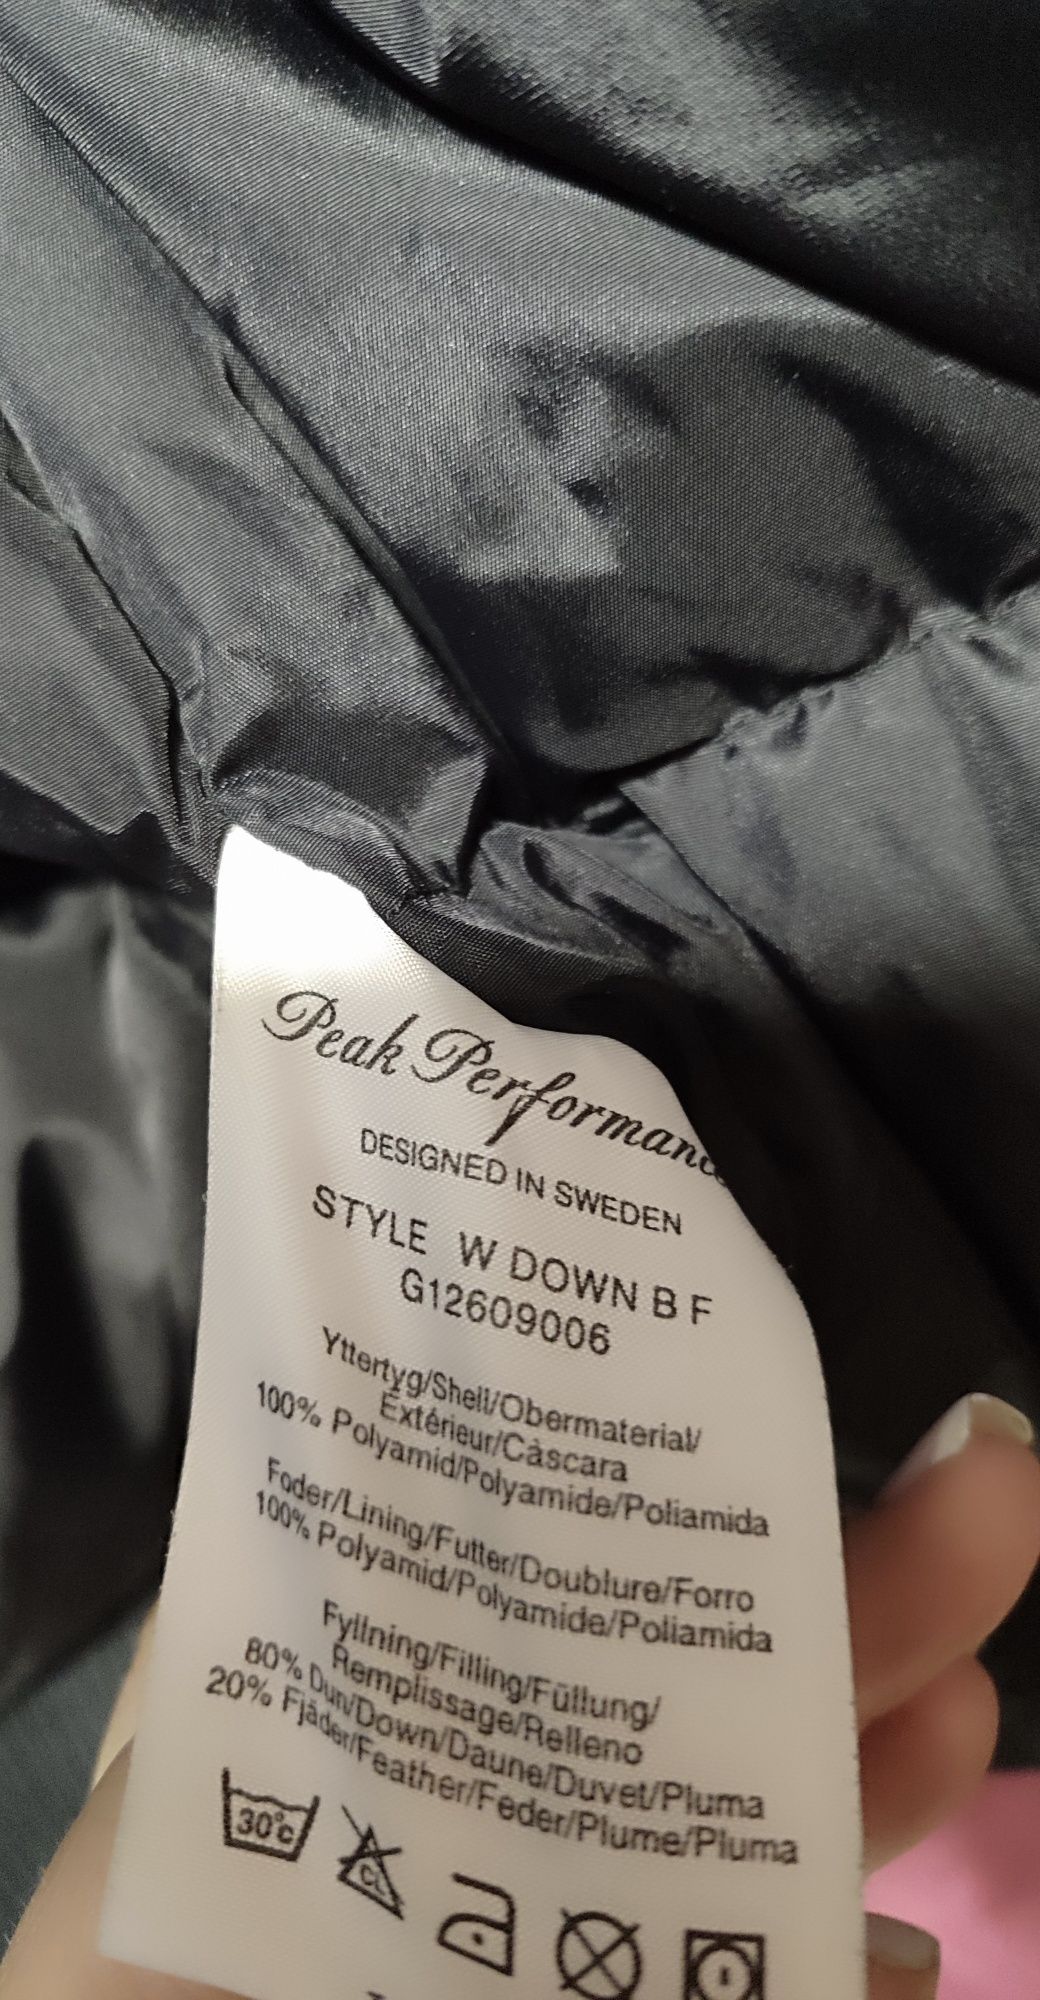 Peak Performance
DESIGNED IN SWEDEN
STYLE W DOWN B F
G12609006
Yttertyg/Shell/Obermaterial/
Extérieur/Càscara
100% Polyamid/Polyamide/Poliamida
Foder/Lining/Futter/Doublure/Forro
100% Polyamid/Polyamide/Poliamida
Fyllning/Filling/Füllung/
Remplissage/Relleno
80% Dun/Down/Daune/Duvet/Pluma
20% Fjäder/Feather/Feder/Plume/Pluma
30°c CL